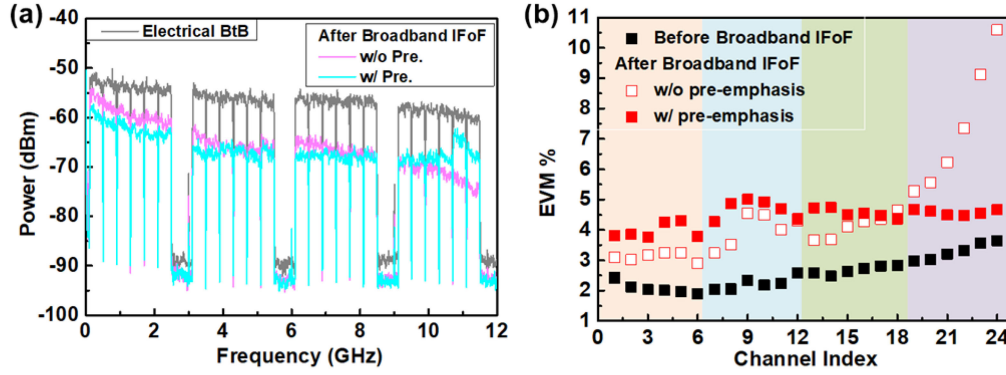 (a)
Electrical BtB
After Broadband IFoF
w/o Pre.
w/ Pre.
-50
-60
-70
-80
-90
-100
Power (dBm)
0 2 4 6 8 10 12
Frequency (GHz)
(b)
Before Broadband IFoF
After Broadband IFoF
w/o pre-emphasis
w/ pre-emphasis
11
10
9
8
7
6
5
4
3
2
1
EVM %
0 3 6 9 12 15 18 21 24
Channel Index